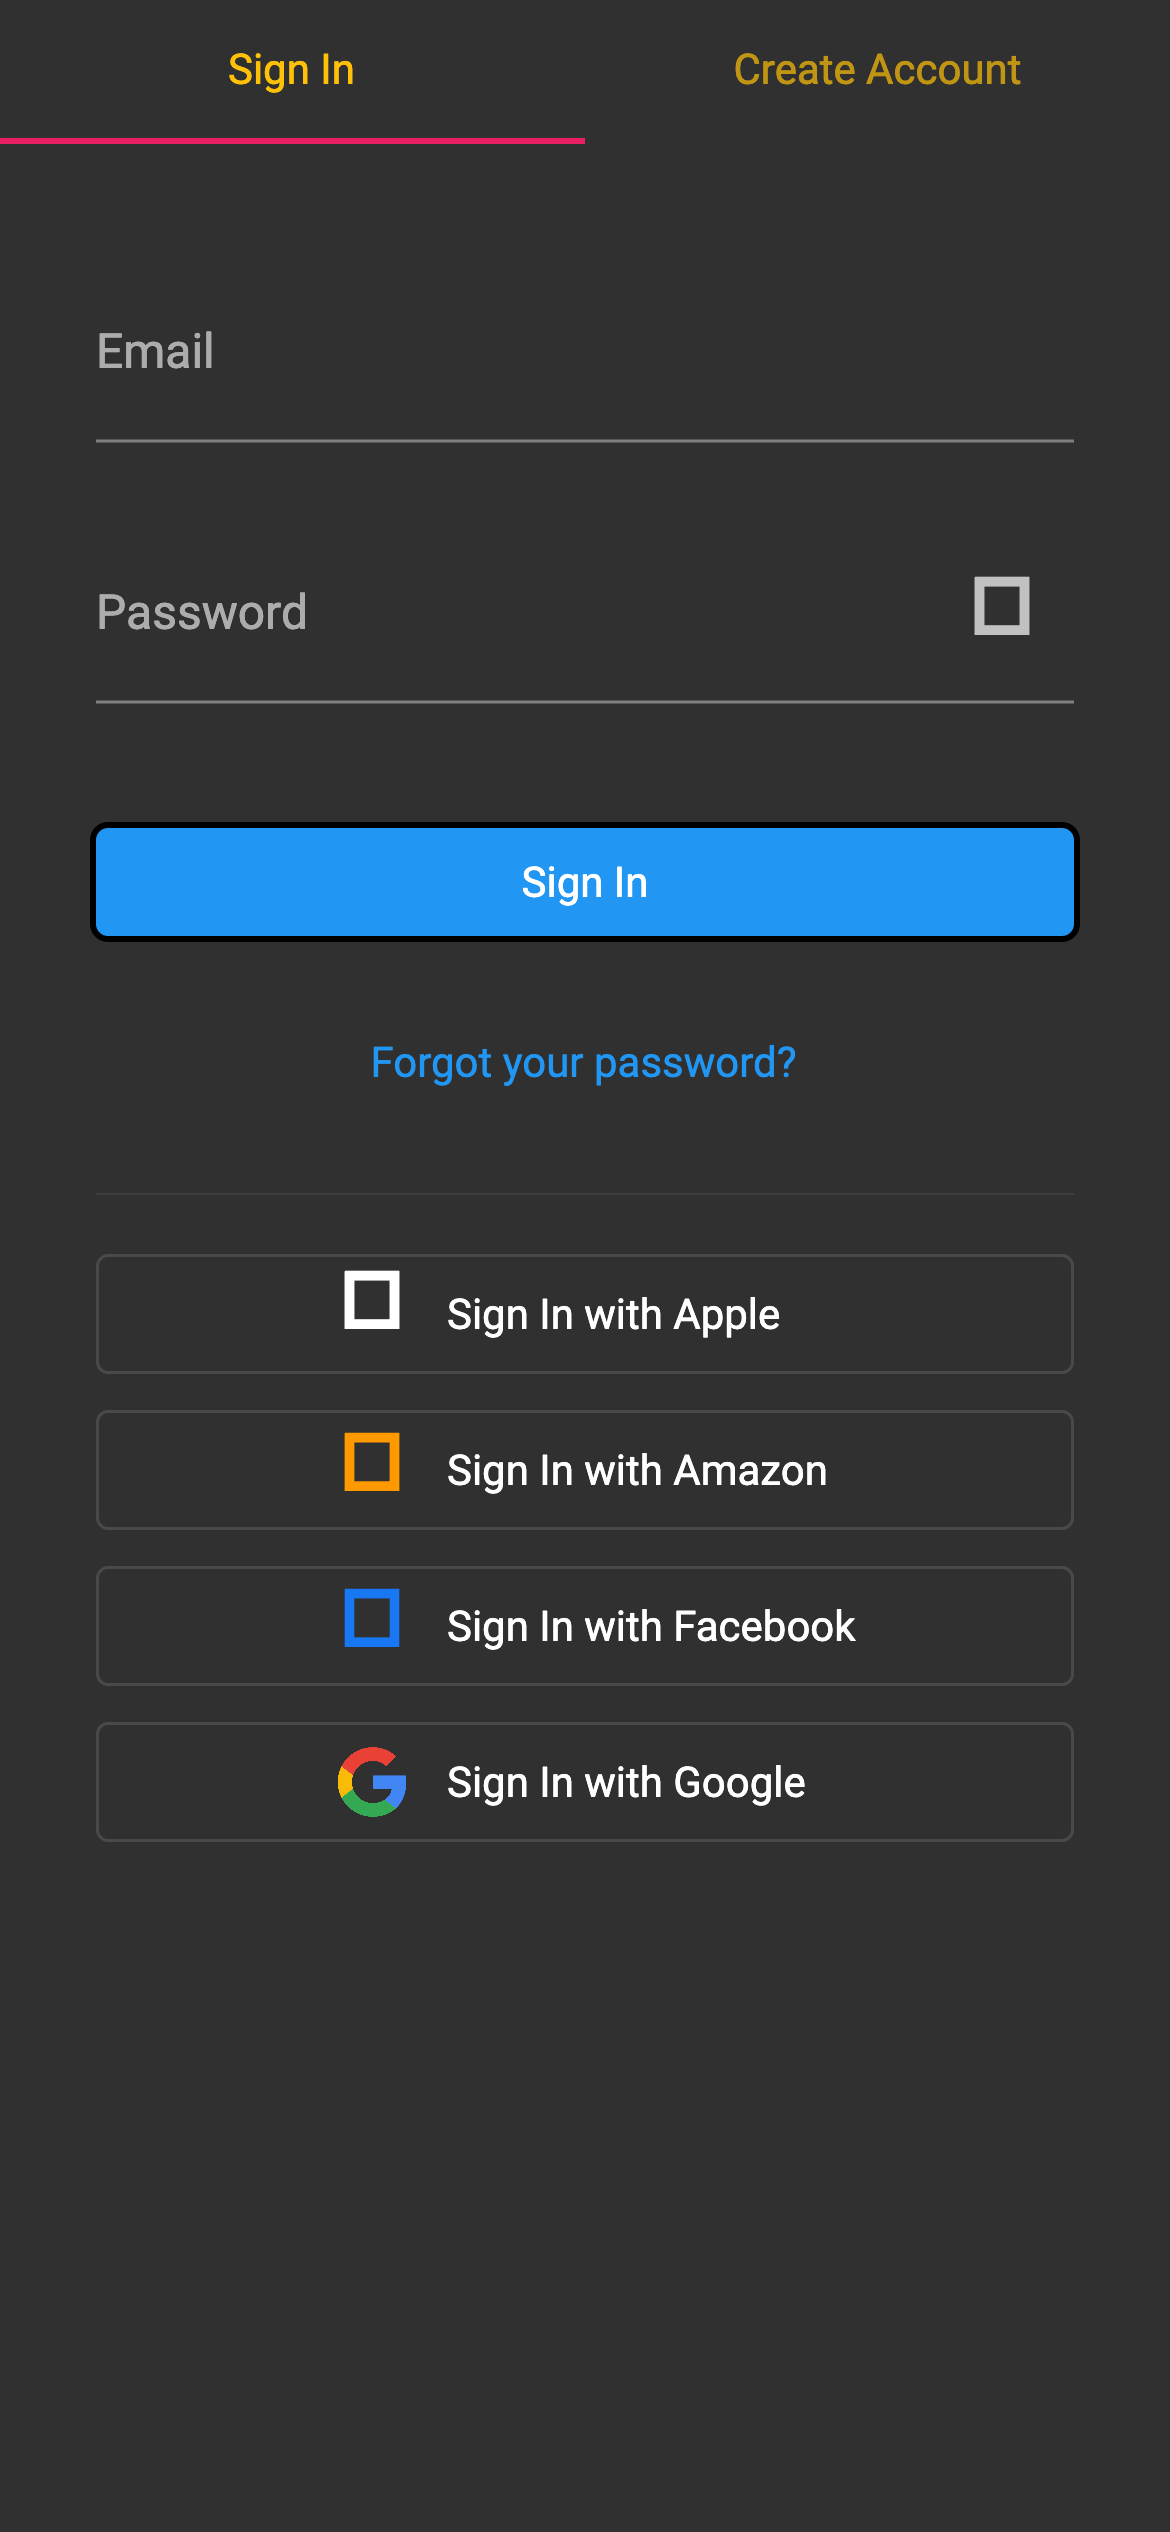 Sign In
Create Account
Email
Password
Sign In
Forgot your password?
Sign In with Apple
Sign In with Amazon
Sign In with Facebook
Sign In with Google